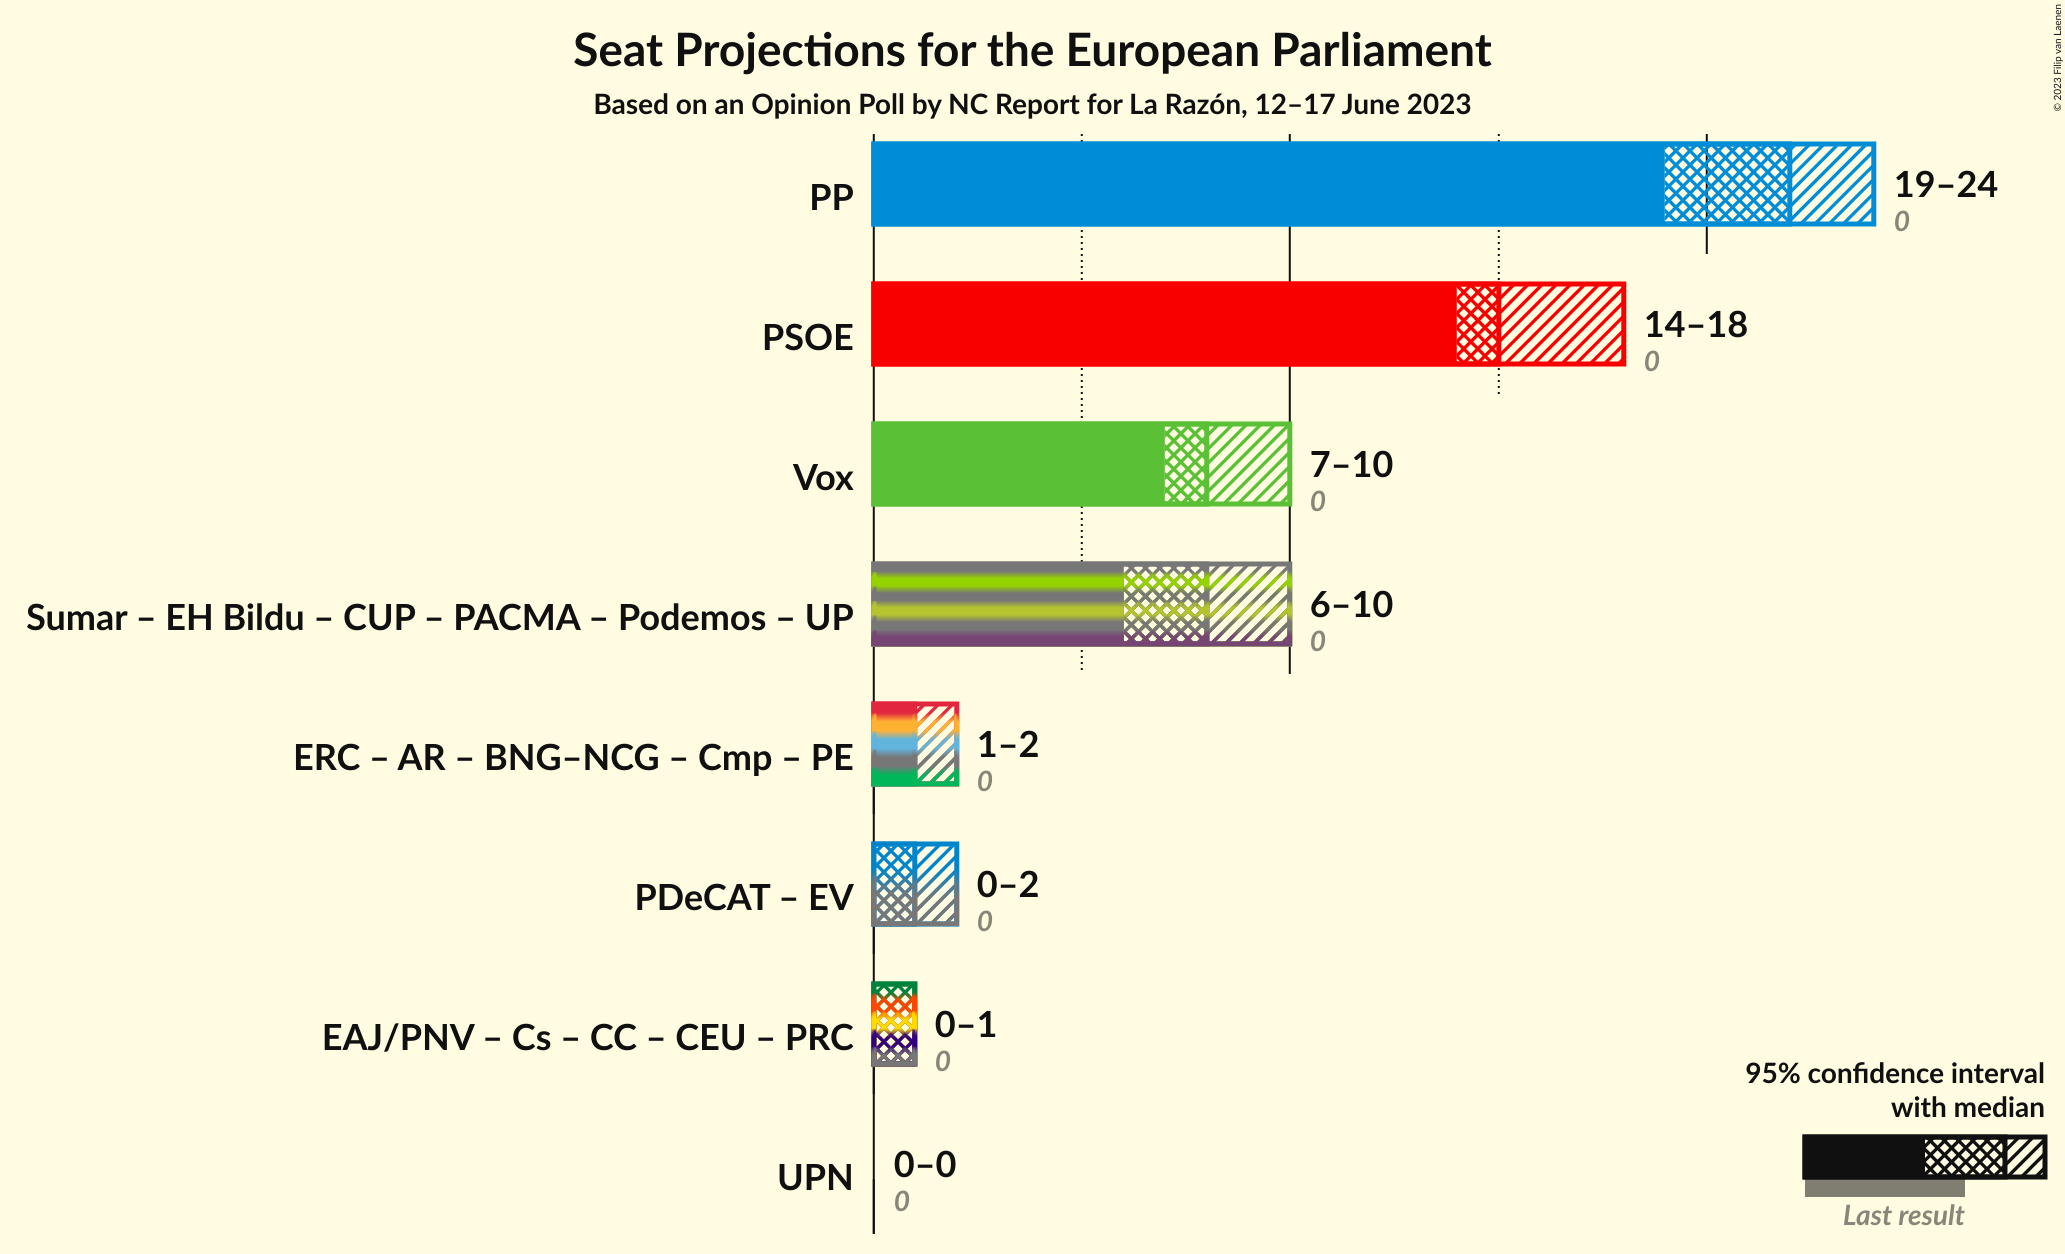 Seat Projections for the European Parliament
Based on an Opinion Poll by NC Report for La Razón, 12–17 June 2023
© 2023 Filip van Laenen
PP
19–24
0
PSOE
14–18
0
Vox
7–10
0
Sumar – EH Bildu – CUP – PACMA – Podemos – UP
6–10
0
ERC – AR – BNG–NCG – Cmp – PE
1–2
0
PDeCAT – EV
0–2
0
EAJ/PNV – Cs – CC – CEU – PRC
0–1
0
UPN
0–0
0
95% confidence interval
with median
Last result